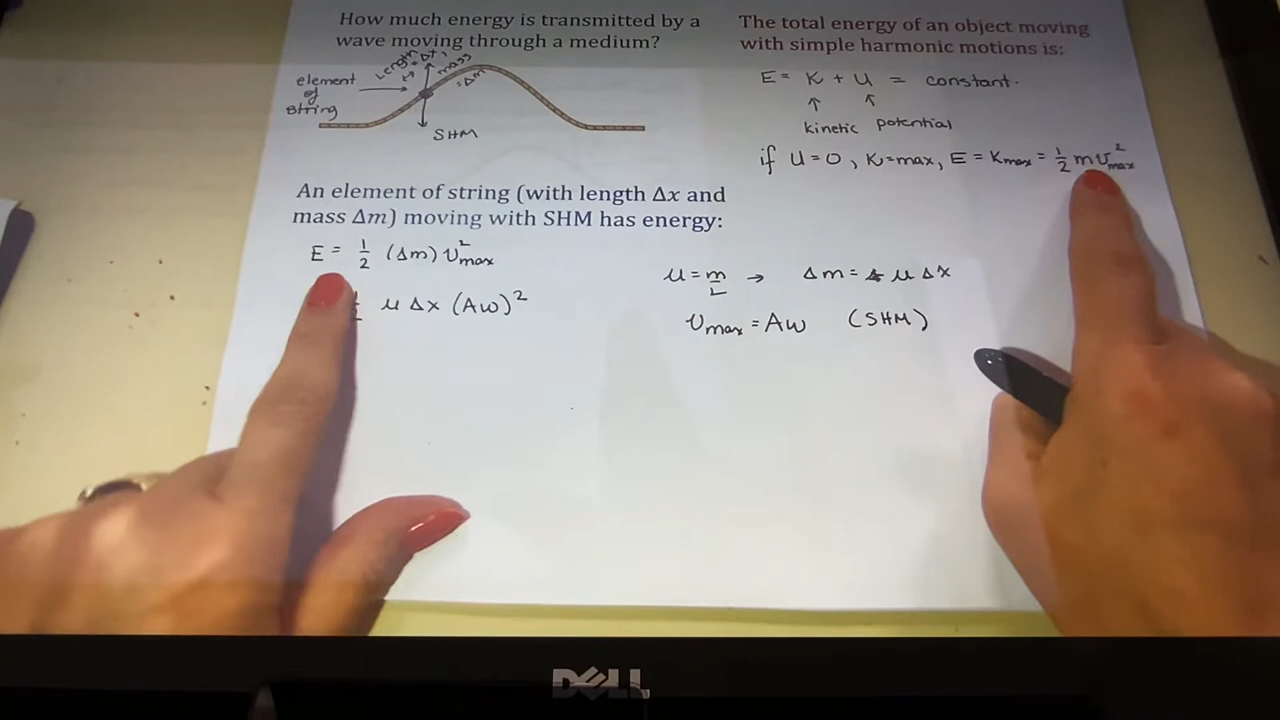 How much energy is transmitted by a
wave moving through a medium?
element
of
string
Length
= Δx
mass
= Δm
SHM
An element of string (with length Δx and
mass Δm) moving with SHM has energy:
E = 1/2 (Δm) v²max
μ Δx (Aω)²
The total energy of an object moving
with simple harmonic motions is:
E = K + U = constant.
↑ ↑
kinetic potential
if U = 0, K = max, E = Kmax = 1/2 mv²max
μ = m/L → Δm = μ Δx
vmax = Aω (SHM)
DELL